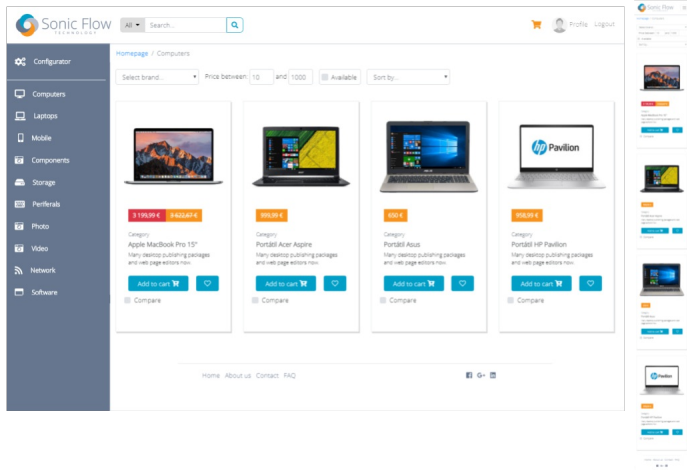 Sonic Flow
TECHNOLOGY
All
Search...
Profile
Logout
Configurator
Computers
Laptops
Mobile
Components
Storage
Periferals
Photo
Video
Network
Software
Homepage / Computers
Select brand...
Price between: 10 and 1000
Available
Sort by...
3 199,99 € 3 622,67 €
Category
Apple MacBook Pro 15"
Many desktop publishing packages
and web page editors now.
Add to cart
Compare
999,99 €
Category
Portátil Acer Aspire
Many desktop publishing packages
and web page editors now.
Add to cart
Compare
650 €
Category
Portátil Asus
Many desktop publishing packages
and web page editors now.
Add to cart
Compare
hp Pavilion
959,99 €
Category
Portátil HP Pavilion
Many desktop publishing packages
and web page editors now.
Add to cart
Compare
Home About us Contact FAQ
Sonic Flow
Pavilion